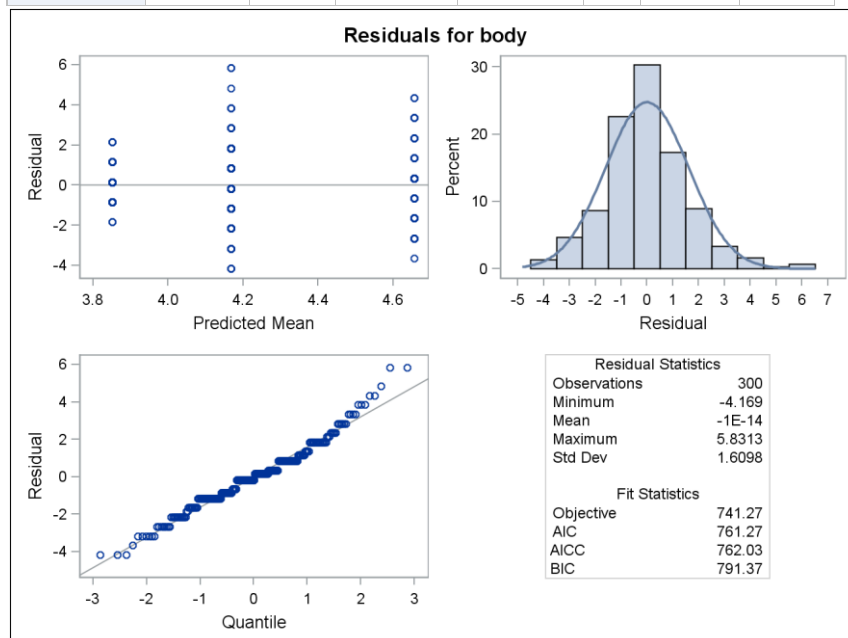 Residuals for body
6
4
2
0
-2
-4
Residual
3.8 4.0 4.2 4.4 4.6
Predicted Mean
30
20
10
0
Percent
-5 -4 -3 -2 -1 0 1 2 3 4 5 6 7
Residual
6
4
2
0
-2
-4
Residual
-3 -2 -1 0 1 2 3
Quantile
Residual Statistics
Observations 300
Minimum -4.169
Mean -1E-14
Maximum 5.8313
Std Dev 1.6098
Fit Statistics
Objective 741.27
AIC 761.27
AICC 762.03
BIC 791.37